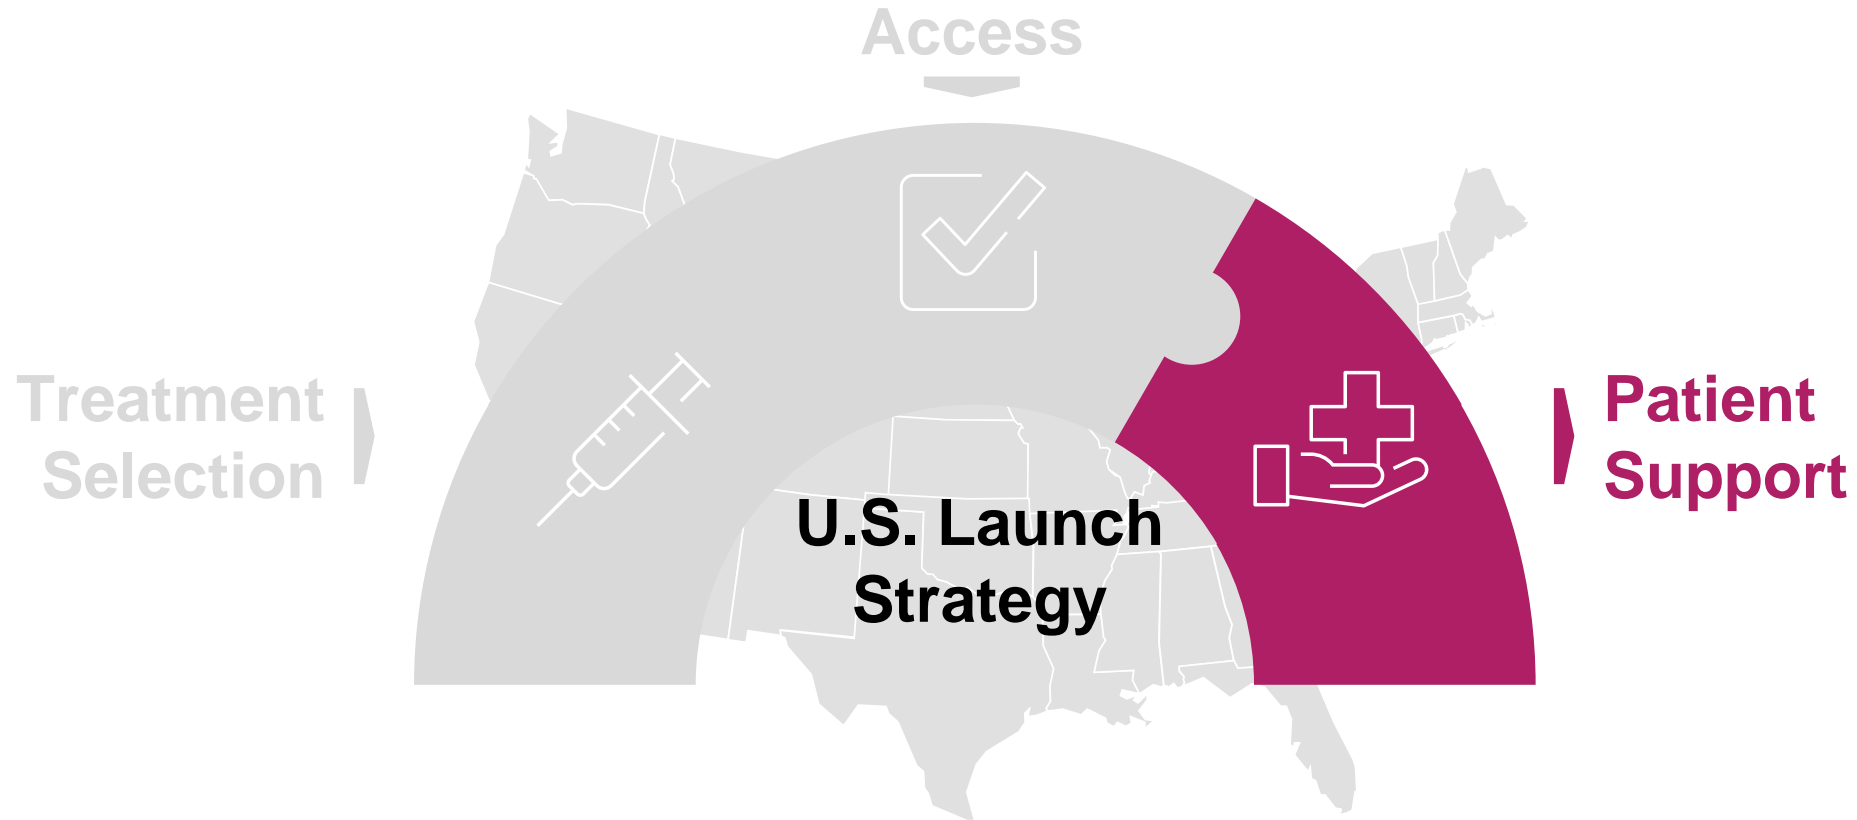 Access
Treatment
Selection
Patient
Support
U.S. Launch
Strategy